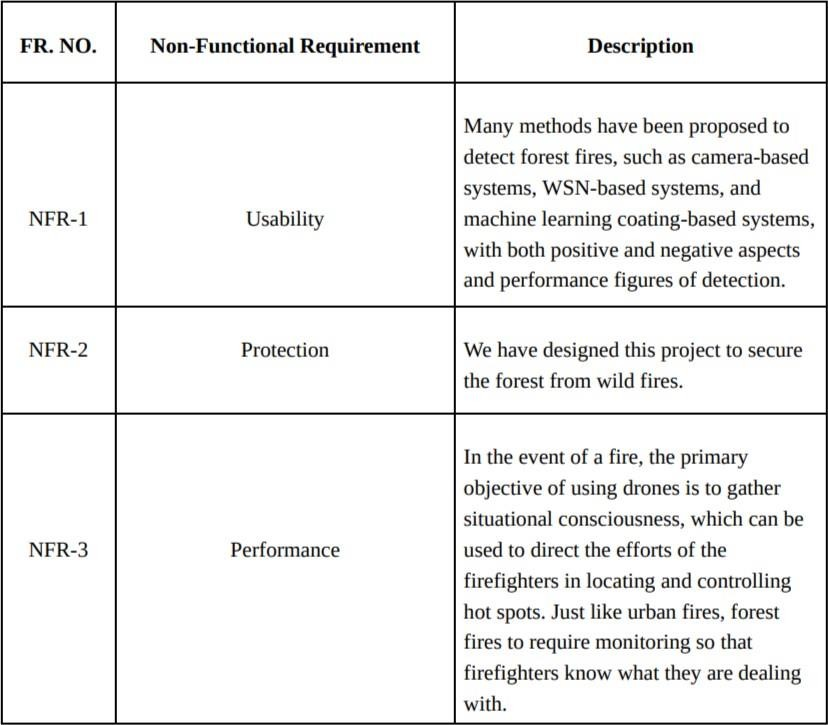 FR. NO.
Non-Functional Requirement
Description
NFR-1
Usability
Many methods have been proposed to
detect forest fires, such as camera-based
systems, WSN-based systems, and
machine learning coating-based systems,
with both positive and negative aspects
and performance figures of detection.
NFR-2
Protection
We have designed this project to secure
the forest from wild fires.
NFR-3
Performance
In the event of a fire, the primary
objective of using drones is to gather
situational consciousness, which can be
used to direct the efforts of the
firefighters in locating and controlling
hot spots. Just like urban fires, forest
fires to require monitoring so that
firefighters know what they are dealing
with.